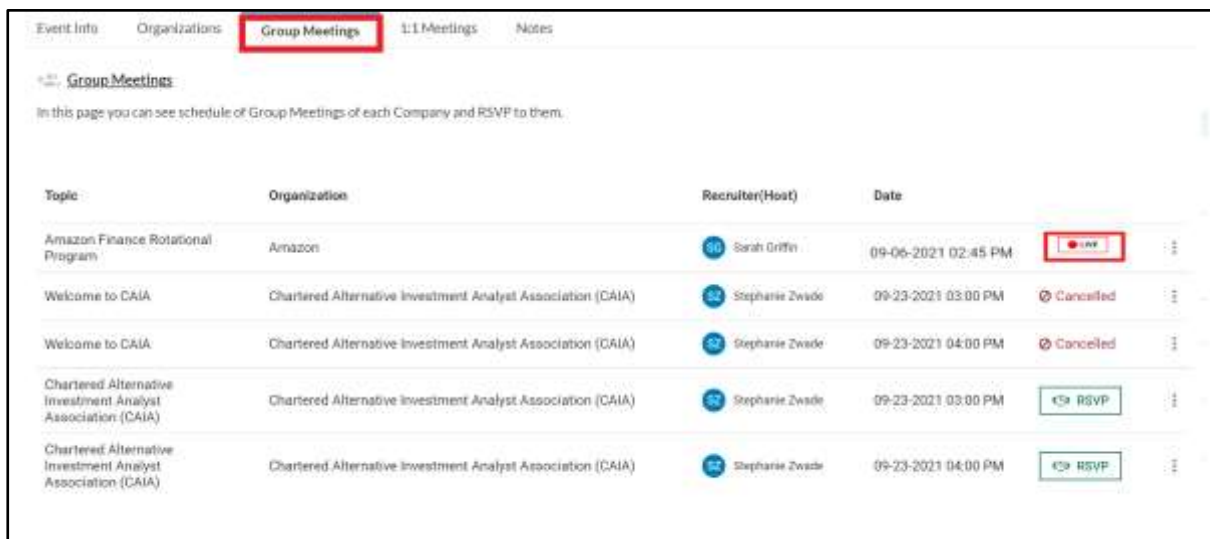 Event Info Organizations Group Meetings 1:1 Meetings Notes
Group Meetings
In this page you can see schedule of Group Meetings of each Company and RSVP to them.
Topic Organization Recruiter(Host) Date
Amazon Finance Rotational
Program
Amazon SG Sarah Griffin 09-06-2021 02:45 PM LIVE
Welcome to CAIA Chartered Alternative Investment Analyst Association (CAIA) SZ Stephanie Zwade 09-23-2021 03:00 PM Cancelled
Welcome to CAIA Chartered Alternative Investment Analyst Association (CAIA) SZ Stephanie Zwade 09-23-2021 04:00 PM Cancelled
Chartered Alternative
Investment Analyst
Association (CAIA)
Chartered Alternative Investment Analyst Association (CAIA) SZ Stephanie Zwade 09-23-2021 03:00 PM RSVP
Chartered Alternative
Investment Analyst
Association (CAIA)
Chartered Alternative Investment Analyst Association (CAIA) SZ Stephanie Zwade 09-23-2021 04:00 PM RSVP